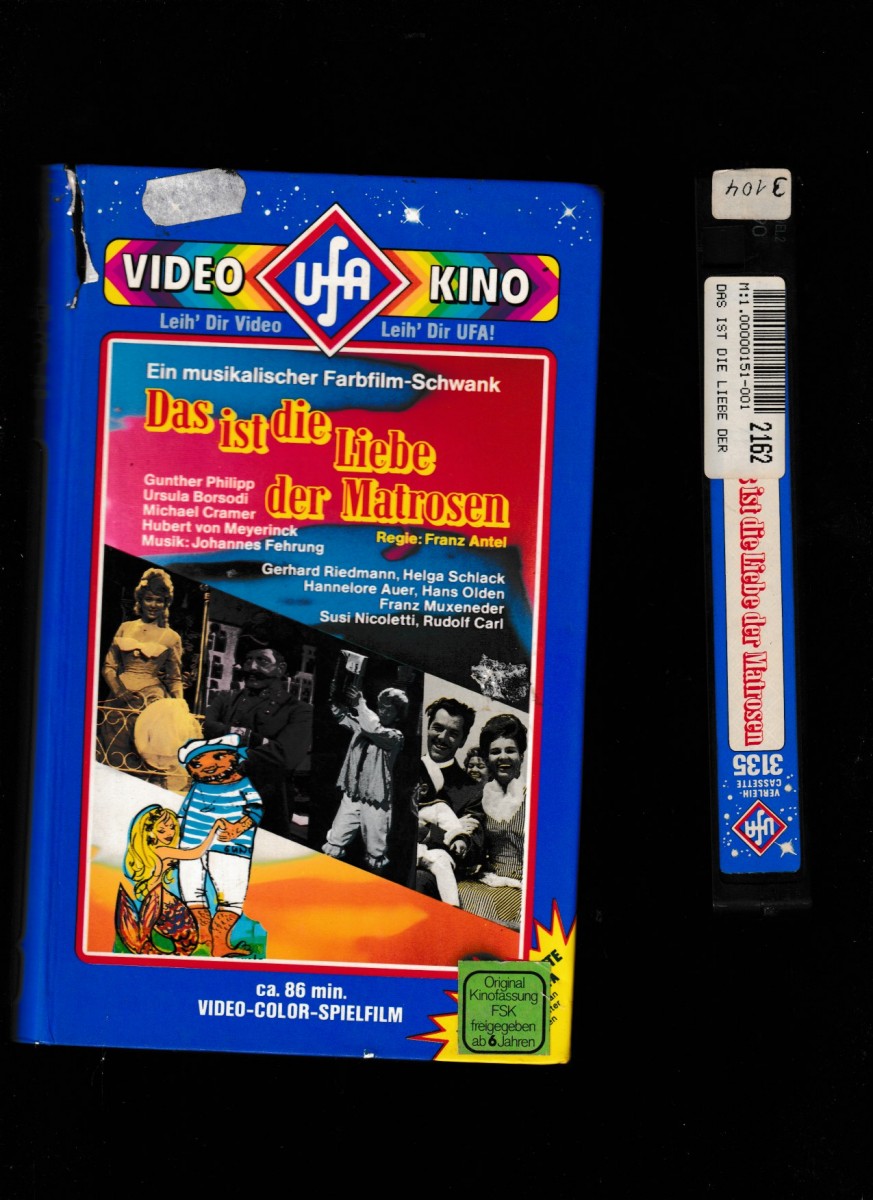 VIDEO UFA KINO
Leih' Dir Video Leih' Dir UFA!
Ein musikalischer Farbfilm-Schwank
Das ist die Liebe
der Matrosen
Gunther Philipp
Ursula Borsodi
Michael Cramer
Hubert von Meyerinck
Musik: Johannes Fehrung
Regie: Franz Antel
Gerhard Riedmann, Helga Schlack
Hannelore Auer, Hans Olden
Franz Muxeneder
Susi Nicoletti, Rudolf Carl
ca. 86 min.
VIDEO-COLOR-SPIELFILM
Original
Kinofassung
FSK
freigegeben
ab 6 Jahren
3104
M:1.00000151-001
2162
DAS IST DIE LIEBE DER
ist die Liebe der Matrosen
3135
VERLEIH-
CASSETTE
UFA